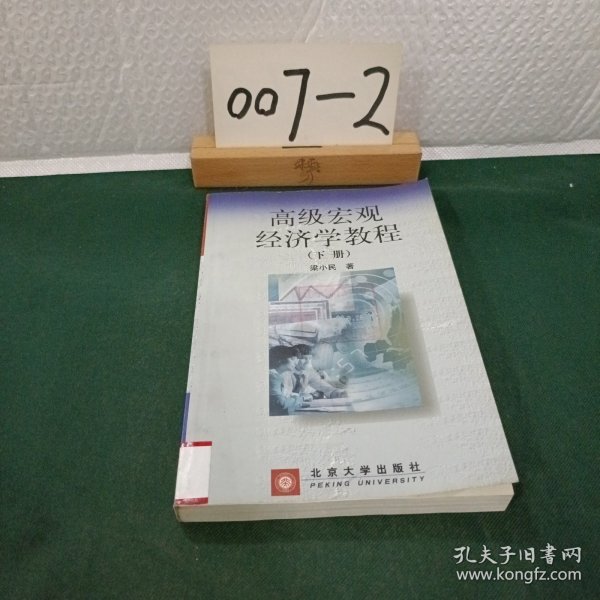 007-2
高级宏观
经济学教程
（下册）
梁小民 著
北京大学出版社
PEKING UNIVERSITY
孔夫子旧书网
www.kongfz.com